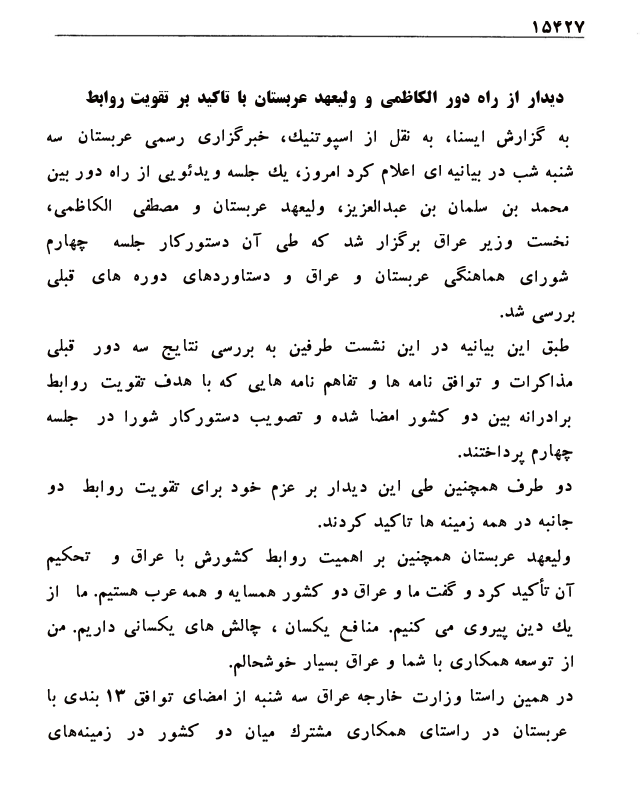 ۱۵۴۲۷
دیدار از راه دور الکاظمی و ولیعهد عربستان با تاکید بر تقویت روابط
به گزارش ایسنا، به نقل از اسپوتنیك، خبرگزاری رسمی عربستان سه
شنبه شب در بیانیه ای اعلام کرد امروز، یك جلسه ویدئویی از راه دور بین
محمد بن سلمان بن عبدالعزیز، ولیعهد عربستان و مصطفی الکاظمی،
نخست وزیر عراق برگزار شد که طی آن دستورکار جلسه چهارم
شورای هماهنگی عربستان و عراق و دستاوردهای دوره های قبلی
بررسی شد.
طبق این بیانیه در این نشست طرفین به بررسی نتایج سه دور قبلی
مذاکرات و توافق نامه ها و تفاهم نامه هایی که با هدف تقویت روابط
برادرانه بین دو کشور امضا شده و تصویب دستورکار شورا در جلسه
چهارم پرداختند.
دو طرف همچنین طی این دیدار بر عزم خود برای تقویت روابط دو
جانبه در همه زمینه ها تاکید کردند.
ولیعهد عربستان همچنین بر اهمیت روابط کشورش با عراق و تحکیم
آن تأکید کرد و گفت ما و عراق دو کشور همسایه و همه عرب هستیم. ما از
یك دین پیروی می کنیم. منافع یکسان ، چالش های یکسانی داریم. من
از توسعه همکاری با شما و عراق بسیار خوشحالم.
در همین راستا وزارت خارجه عراق سه شنبه از امضای توافق ۱۳ بندی با
عربستان در راستای همکاری مشترك میان دو کشور در زمینه‌های